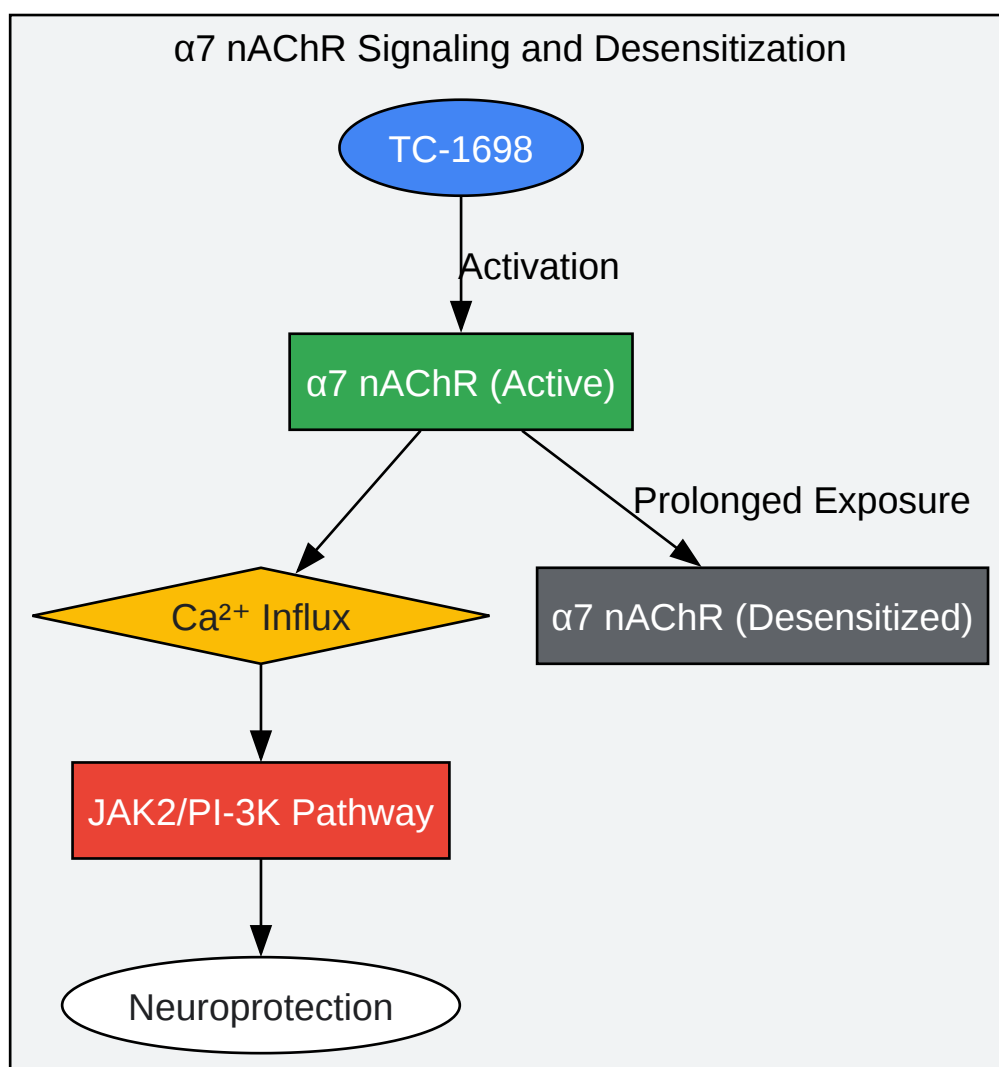 α7 nAChR Signaling and Desensitization
TC-1698
Activation
α7 nAChR (Active)
Prolonged Exposure
Ca²⁺ Influx
α7 nAChR (Desensitized)
JAK2/PI-3K Pathway
Neuroprotection